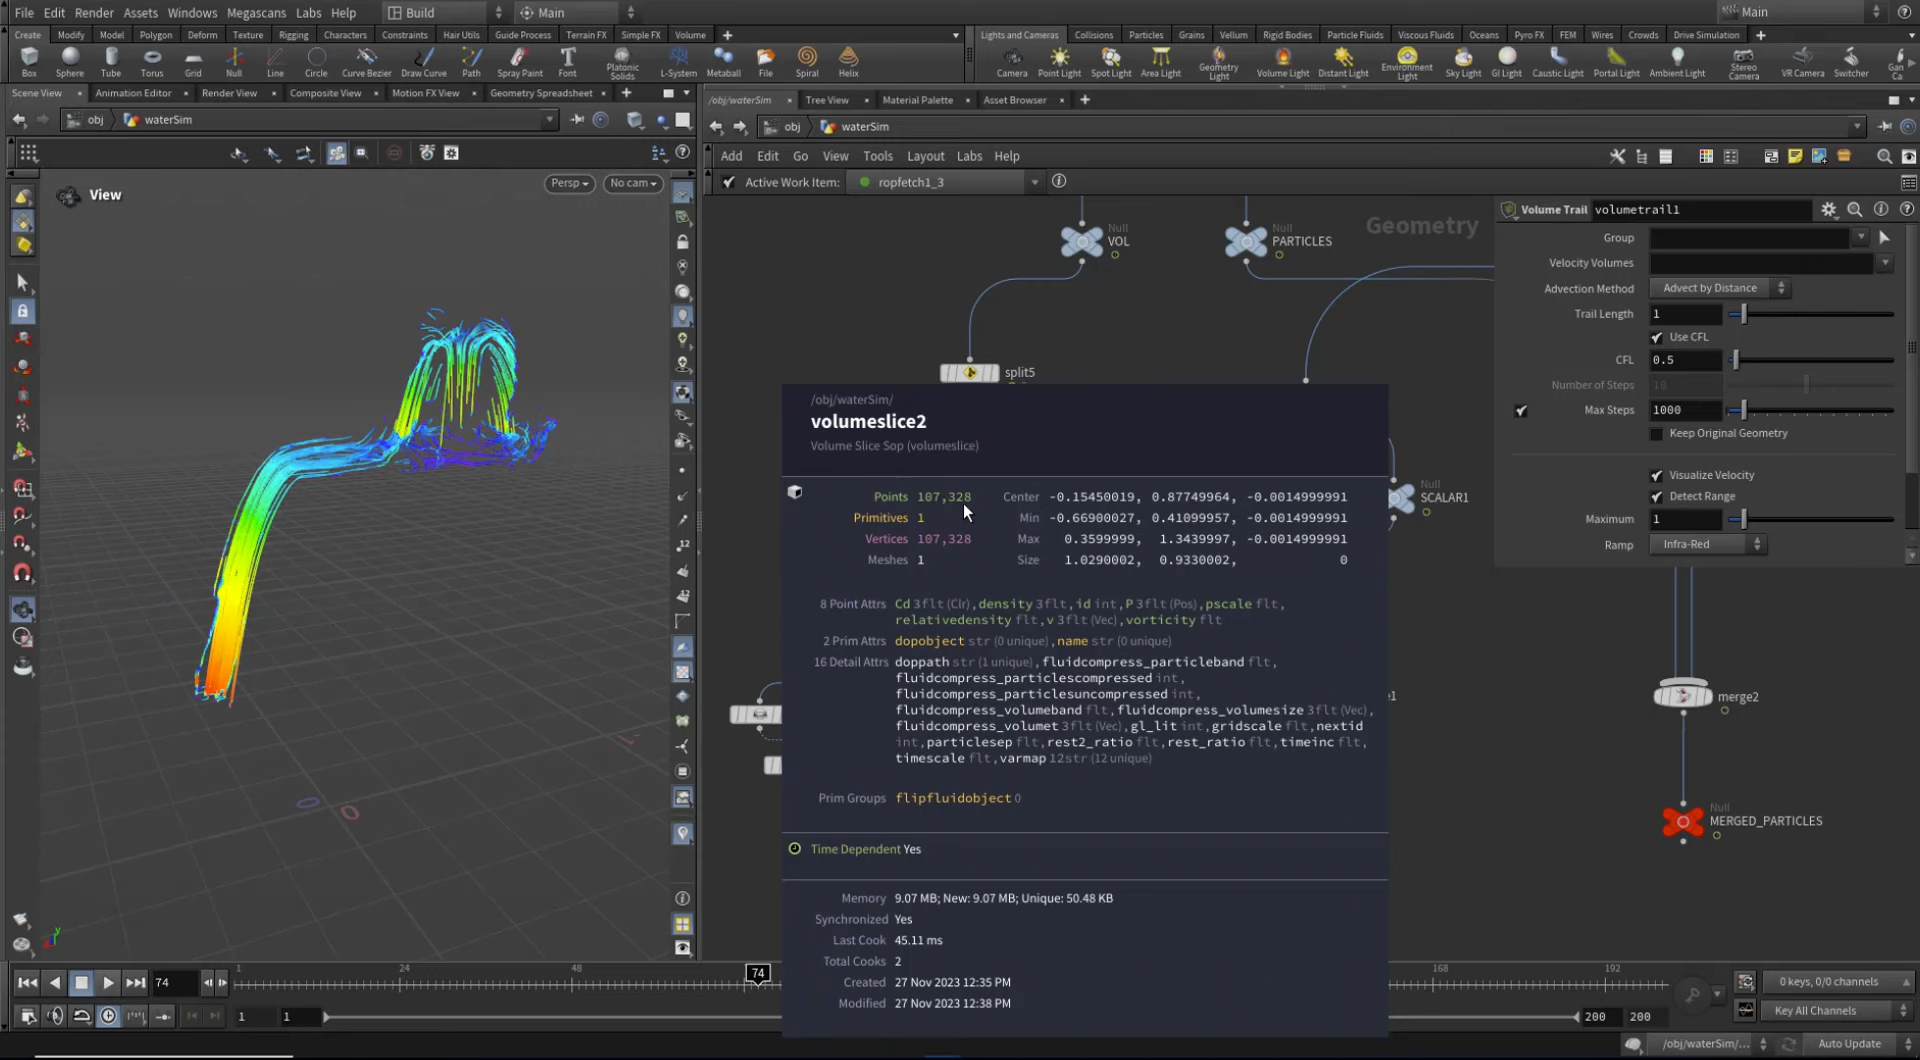 File Edit Render Assets Windows Megascans Labs Help Build Main Main
Create Modify Model Polygon Deform Texture Rigging Characters Constraints Hair Utils Guide Process Terrain FX Simple FX Volume
Lights and Cameras Collisions Particles Grains Vellum Rigid Bodies Particle Fluids Viscous Fluids Oceans Pyro FX FEM Wires Crowds Drive Simulation
Box Sphere Tube Torus Grid Null Line Circle Curve Bezier Draw Curve Path Spray Paint Font Platonic Solids L-System Metaball File Spiral Helix
Camera Point Light Spot Light Area Light Geometry Light Volume Light Distant Light Environment Light Sky Light GI Light Caustic Light Portal Light Ambient Light Stereo Camera VR Camera Switcher Gan Ca
Scene View Animation Editor Render View Composite View Motion FX View Geometry Spreadsheet
/obj/waterSim Tree View Material Palette Asset Browser
obj waterSim
obj waterSim
Add Edit Go View Tools Layout Labs Help
Active Work Item: ropfetch1_3
View
Persp No cam
Null
VOL
Null
PARTICLES
Geometry
split5
Null
SCALAR1
e1
merge2
Null
MERGED_PARTICLES
Volume Trail volumetrail1
Group
Velocity Volumes
Advection Method Advect by Distance
Trail Length 1
Use CFL
CFL 0.5
Number of Steps 10
Max Steps 1000
Keep Original Geometry
Visualize Velocity
Detect Range
Maximum 1
Ramp Infra-Red
/obj/waterSim/
volumeslice2
Volume Slice Sop (volumeslice)
Points 107,328 Center -0.15450019, 0.87749964, -0.0014999991
Primitives 1 Min -0.66900027, 0.41099957, -0.0014999991
Vertices 107,328 Max 0.3599999, 1.3439997, -0.0014999991
Meshes 1 Size 1.0290002, 0.9330002, 0
8 Point Attrs Cd 3flt (Clr), density 3flt, id int, P 3flt (Pos), pscale flt,
relativedensity flt, v 3flt (Vec), vorticity flt
2 Prim Attrs dopobject str (0 unique), name str (0 unique)
16 Detail Attrs doppath str (1 unique), fluidcompress_particleband flt,
fluidcompress_particlescompressed int,
fluidcompress_particlesuncompressed int,
fluidcompress_volumeband flt, fluidcompress_volumesize 3flt (Vec),
fluidcompress_volumet 3flt (Vec), gl_lit int, gridscale flt, nextid
int, particlesep flt, rest2_ratio flt, rest_ratio flt, timeinc flt,
timescale flt, varmap 12str (12 unique)
Prim Groups flipfluidobject 0
Time Dependent Yes
Memory 9.07 MB; New: 9.07 MB; Unique: 50.48 KB
Synchronized Yes
Last Cook 45.11 ms
Total Cooks 2
Created 27 Nov 2023 12:35 PM
Modified 27 Nov 2023 12:38 PM
74 1 24 48 74 168 192
0 keys, 0/0 channels
1 1 200 200
Key All Channels
/obj/waterSim/... Auto Update